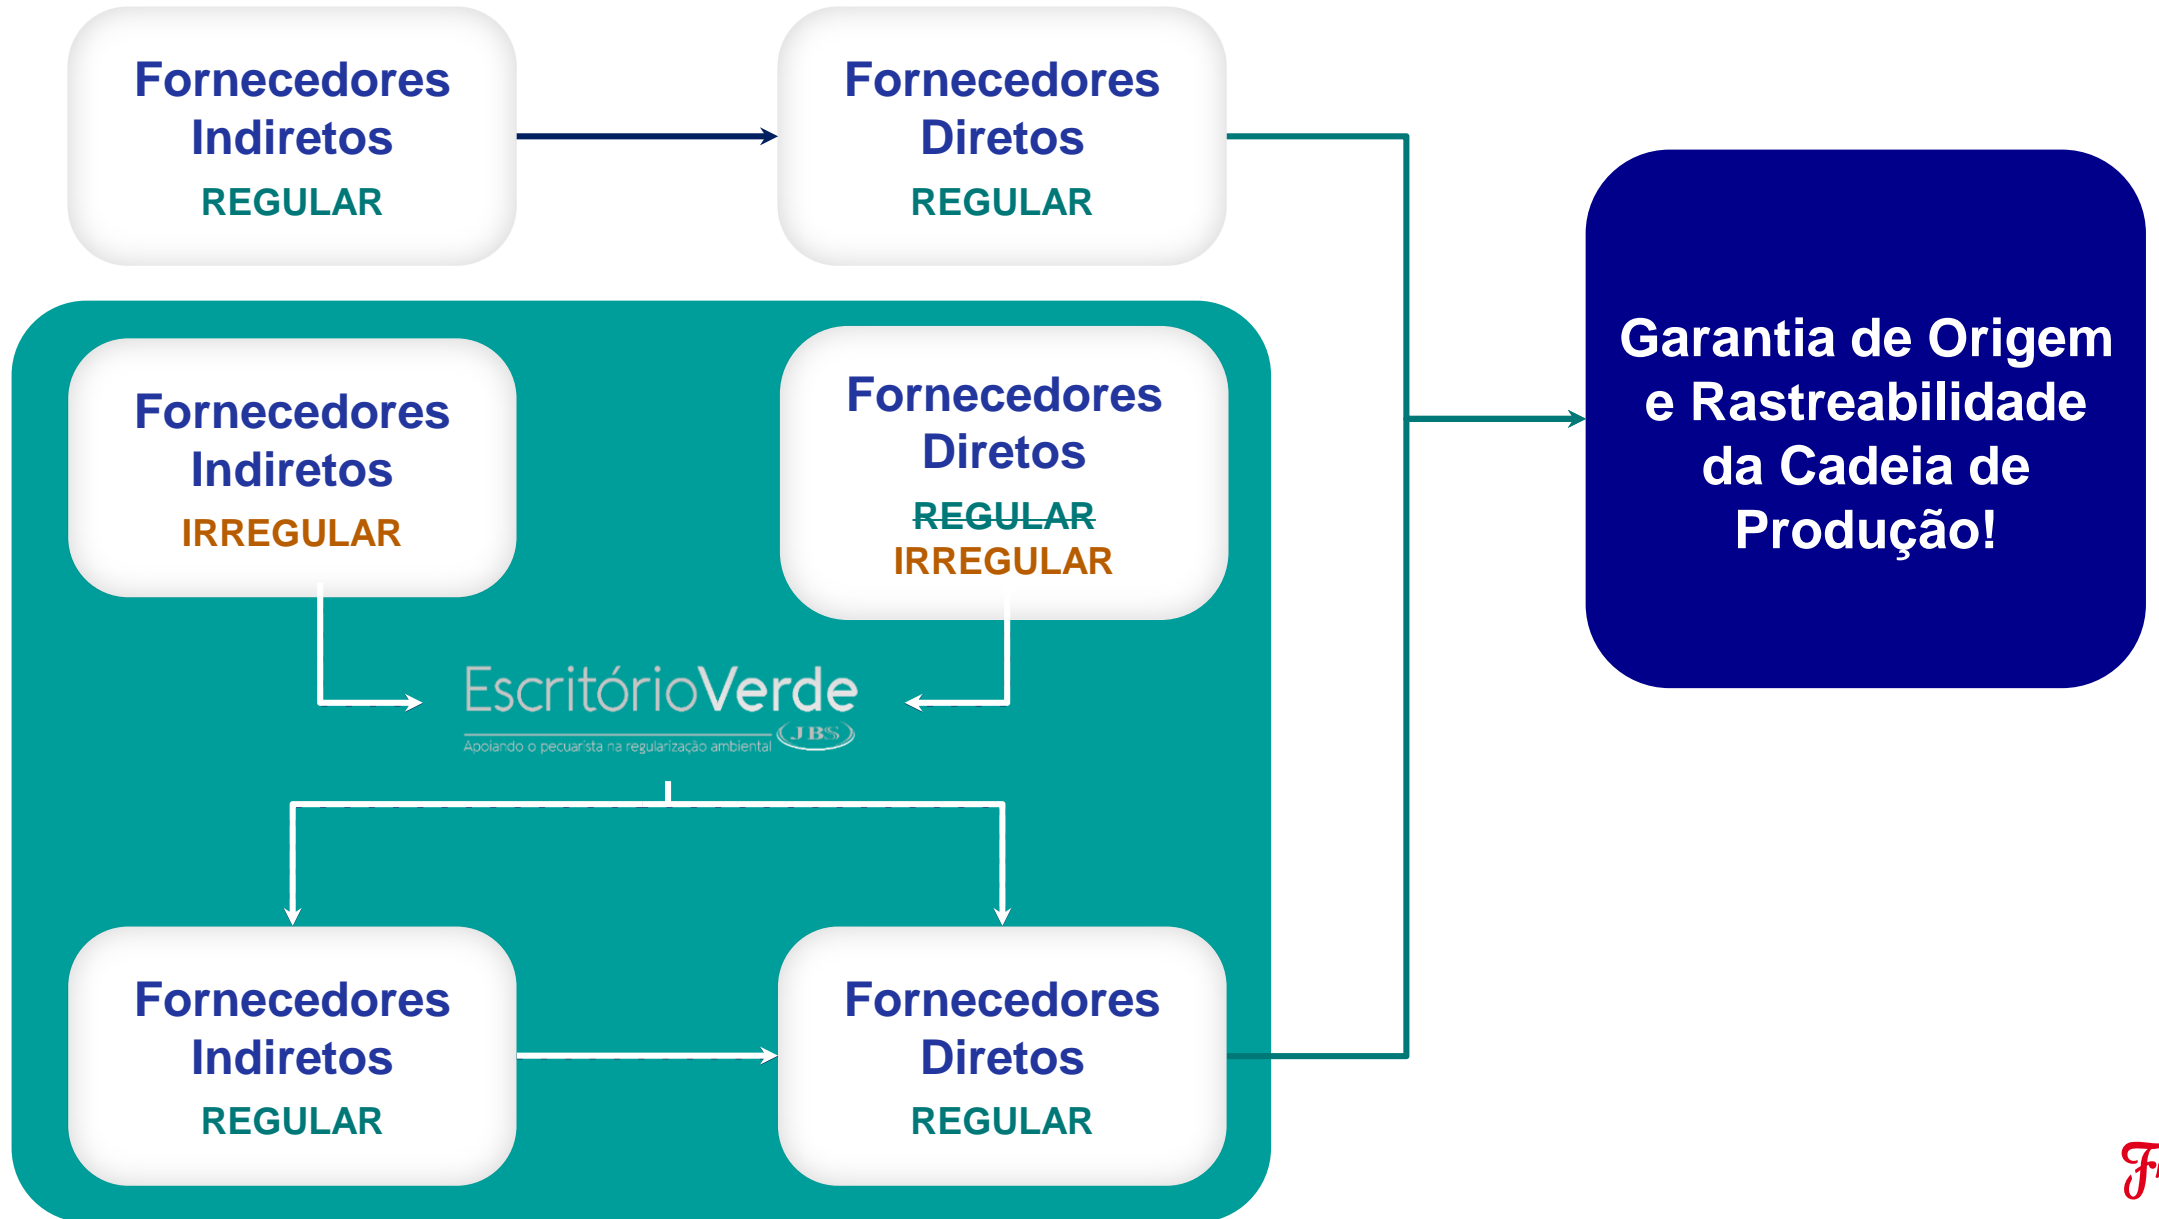 Fornecedores
Indiretos
REGULAR
Fornecedores
Diretos
REGULAR
Fornecedores
Indiretos
IRREGULAR
Fornecedores
Diretos
REGULAR
IRREGULAR
EscritórioVerde
Apoiando o pecuarista na regularização ambiental
JBS
Fornecedores
Indiretos
REGULAR
Fornecedores
Diretos
REGULAR
Garantia de Origem
e Rastreabilidade
da Cadeia de
Produção!